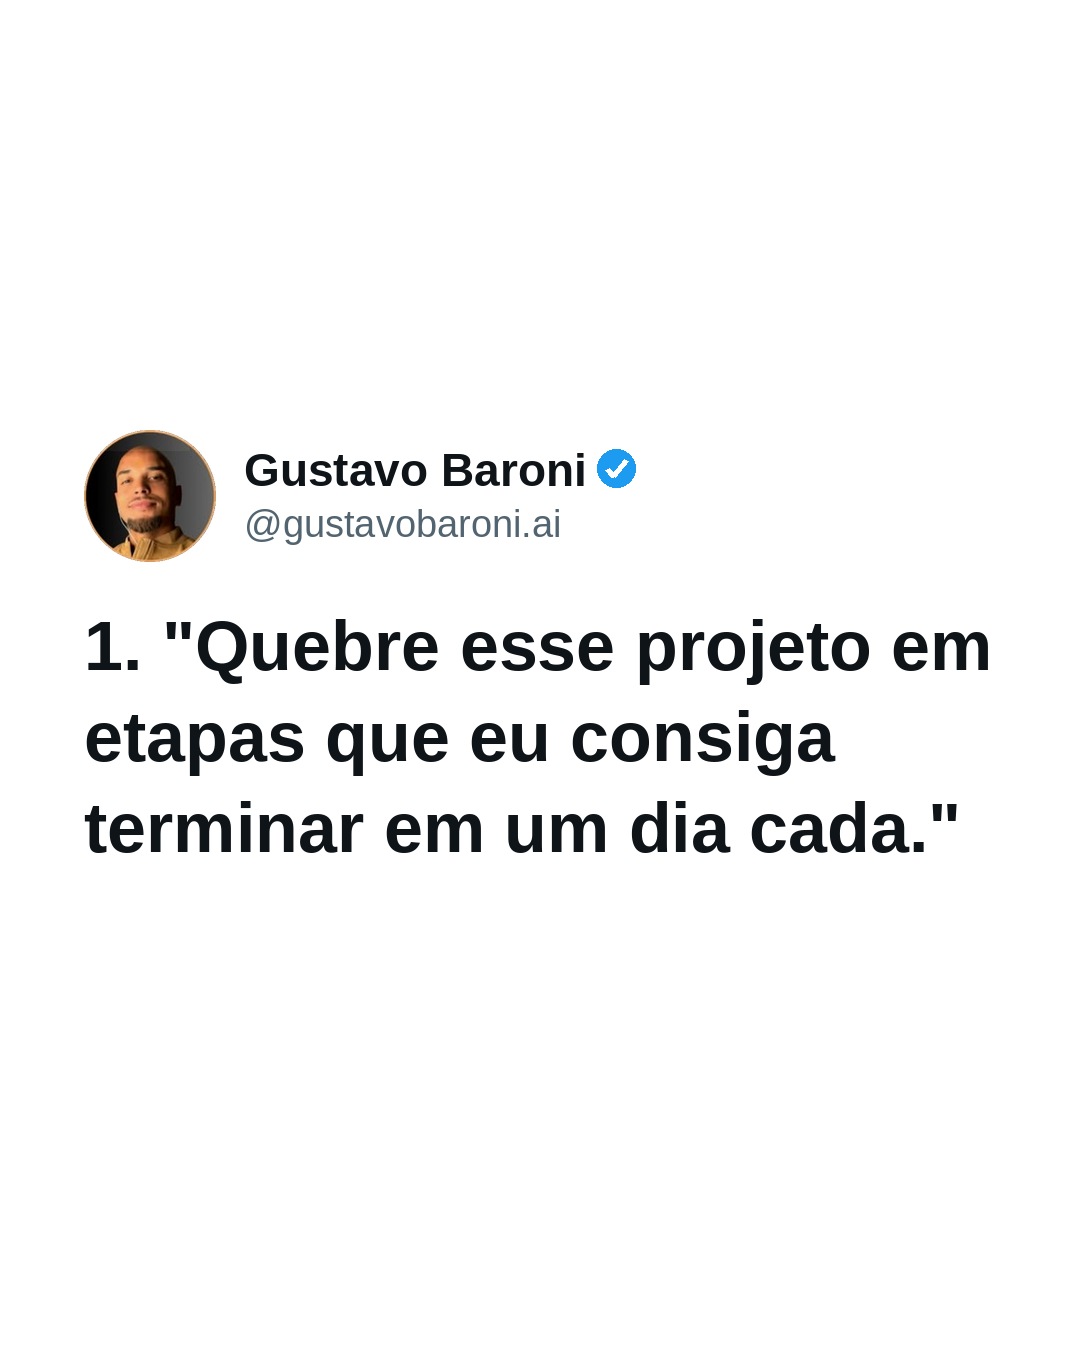 Gustavo Baroni
@gustavobaroni.ai
1. "Quebre esse projeto em
etapas que eu consiga
terminar em um dia cada."